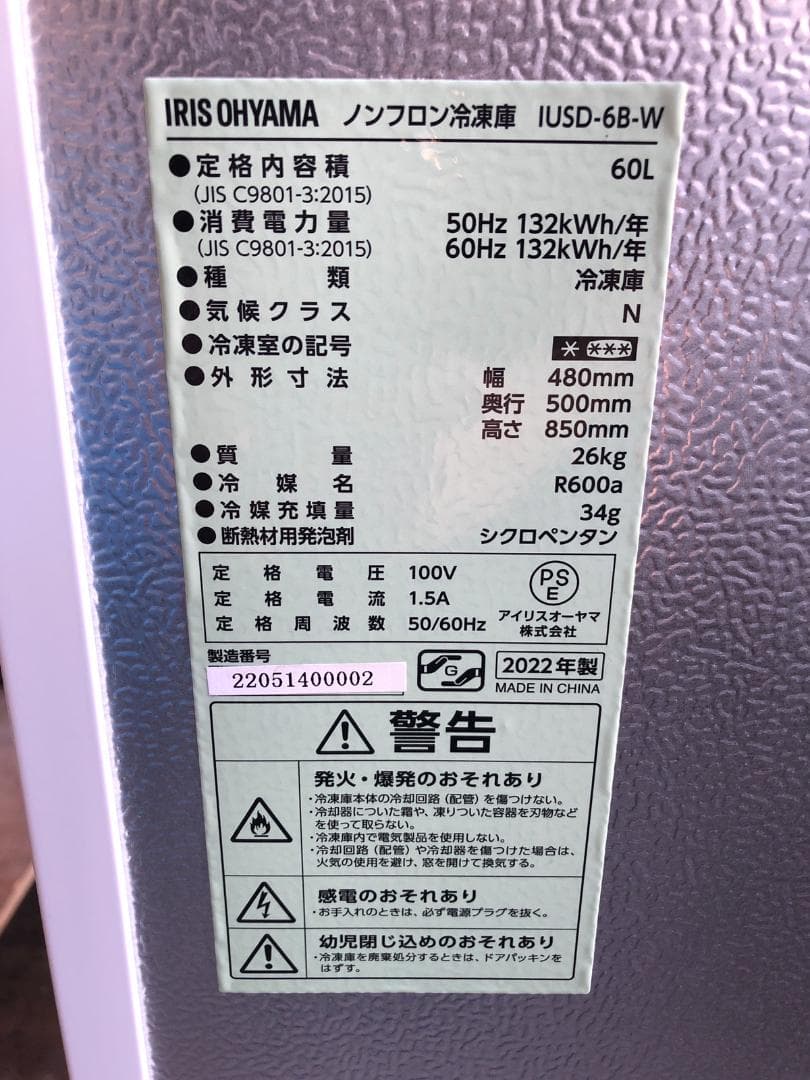 IRIS OHYAMA ノンフロン冷凍庫 IUSD-6B-W
●定格内容積 60L
(JIS C9801-3:2015)
●消費電力量 50Hz 132kWh/年
(JIS C9801-3:2015) 60Hz 132kWh/年
●種類 冷凍庫
●気候クラス N
●冷凍室の記号 * ***
●外形寸法 幅 480mm
奥行 500mm
高さ 850mm
●質量 26kg
●冷媒名 R600a
●冷媒充填量 34g
●断熱材用発泡剤 シクロペンタン
定格電圧 100V
定格電流 1.5A
定格周波数 50/60Hz
PS
E
アイリスオーヤマ
株式会社
製造番号
22051400002
G
2022年製
MADE IN CHINA
警告
発火・爆発のおそれあり
・冷凍庫本体の冷却回路（配管）を傷つけない。
・冷却器についた霜や、凍りついた容器を刃物など
を使って取らない。
・冷凍庫内で電気製品を使用しない。
・冷却回路（配管）や冷却器を傷つけた場合は、
火気の使用を避け、窓を開けて換気する。
感電のおそれあり
・お手入れのときは、必ず電源プラグを抜く。
幼児閉じ込めのおそれあり
・冷凍庫を廃棄処分するときは、ドアパッキンを
はずす。